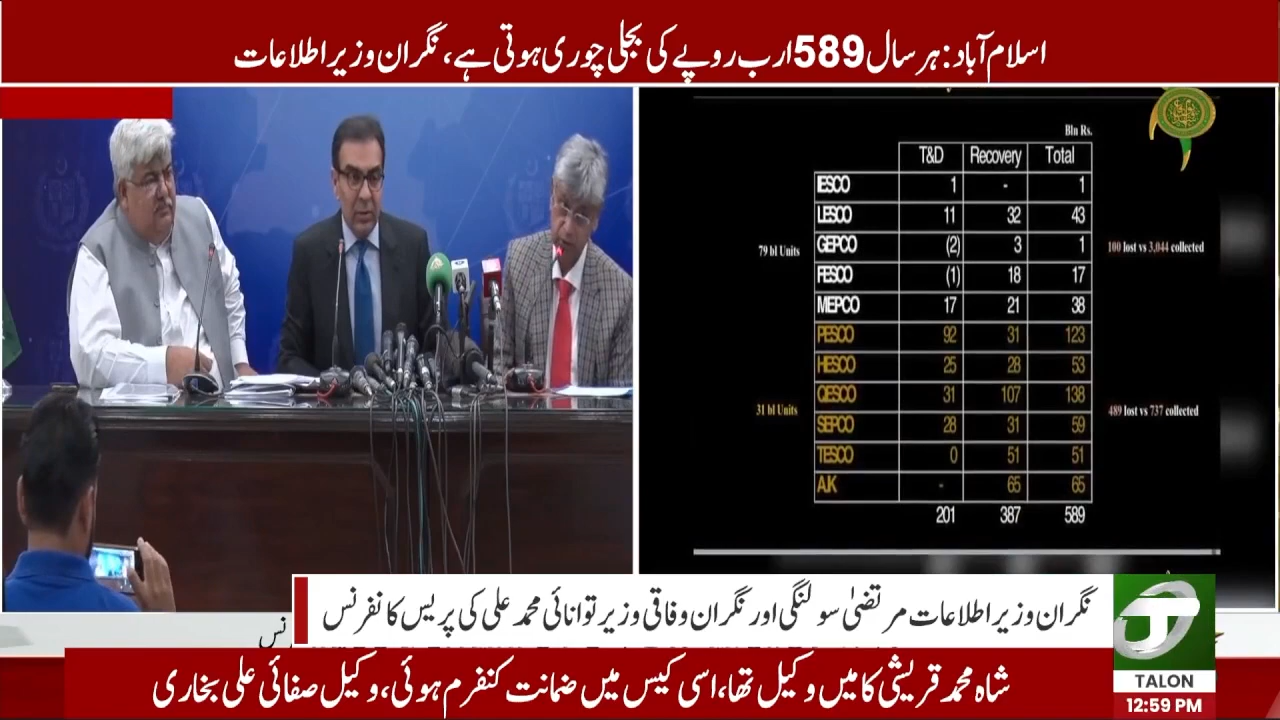 اسلام آباد: ہر سال 589 ارب روپے کی بجلی چوری ہوتی ہے، نگران وزیر اطلاعات
Bln Rs.
T&D Recovery Total
IESCO 1 - 1
LESCO 11 32 43
GEPCO (2) 3 1
FESCO (1) 18 17
MEPCO 17 21 38
PESCO 92 31 123
HESCO 25 28 53
QESCO 31 107 138
SEPCO 28 31 59
TESCO 0 51 51
AJK - 65 65
201 387 589
79 bl Units
100 lost vs 3,044 collected
31 bl Units
489 lost vs 737 collected
نگران وزیر اطلاعات مرتضیٰ سولنگی اور نگران وفاقی وزیر توانائی محمد علی کی پریس کانفرنس
شاہ محمد قریشی کا میں وکیل تھا، اسی کیس میں ضمانت کنفرم ہوئی، وکیل صفائی علی بخاری
TALON
12:59 PM